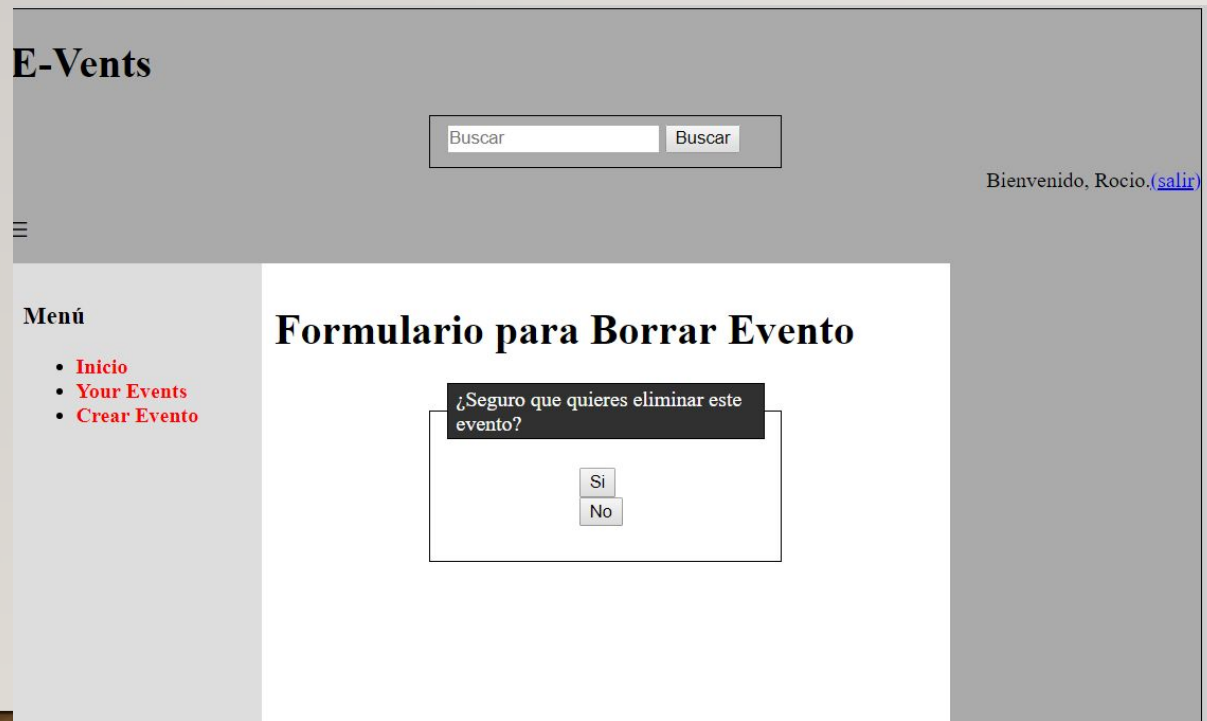 E-Vents
Buscar Buscar
Bienvenido, Rocio.(salir)
☰
Menú
Inicio
Your Events
Crear Evento
Formulario para Borrar Evento
¿Seguro que quieres eliminar este
evento?
Si
No